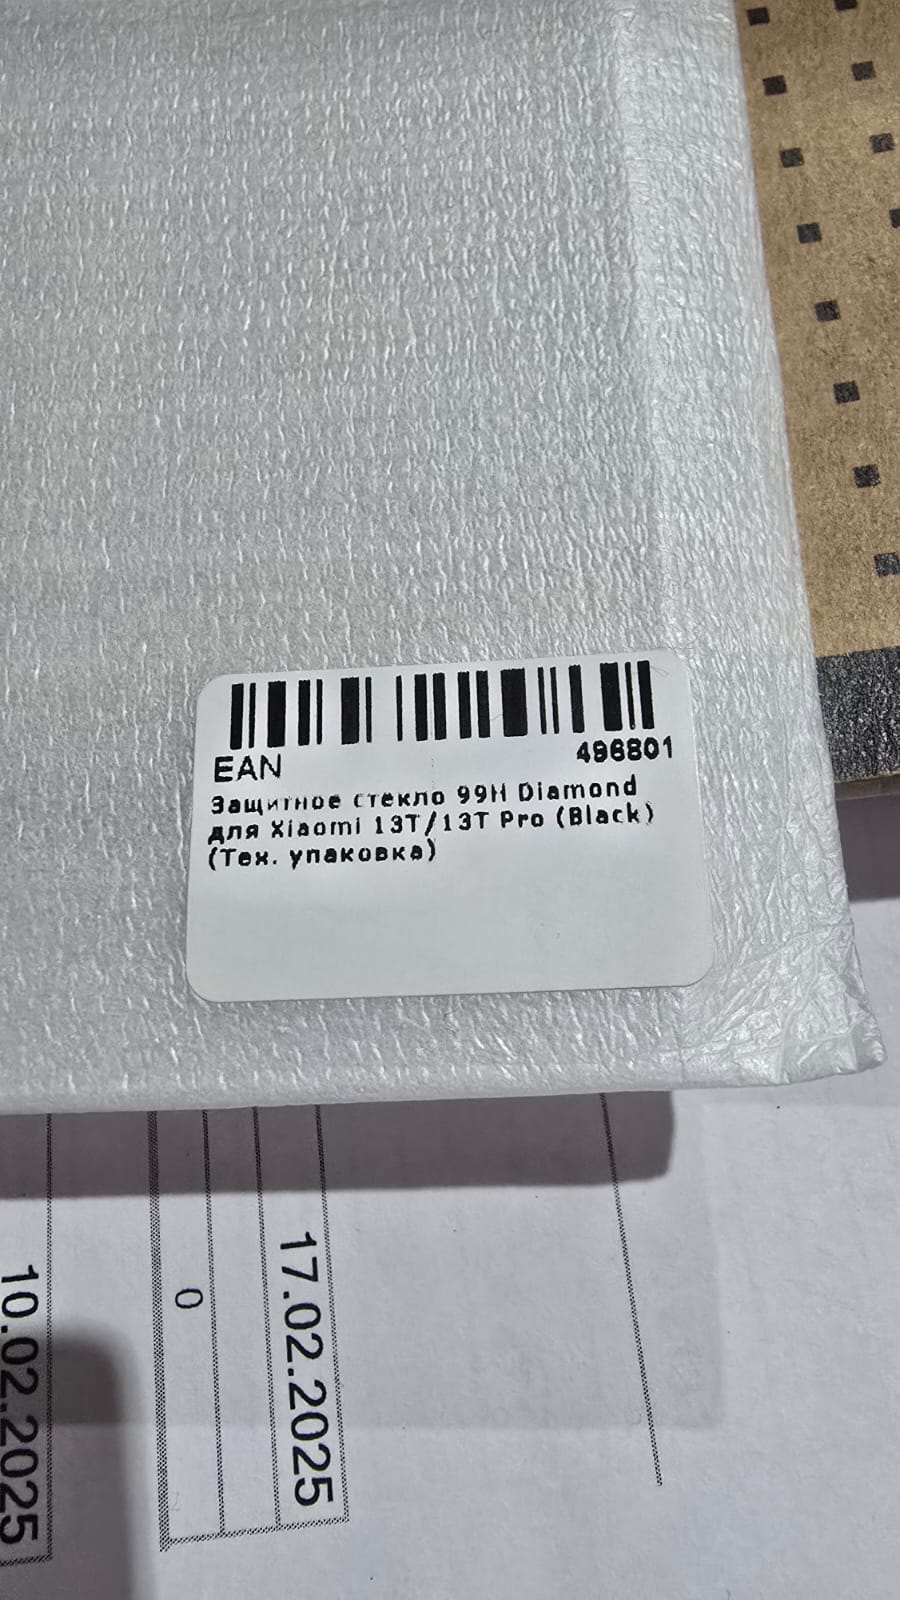 EAN 496801
Защитное стекло 99H Diamond
для Xiaomi 13T/13T Pro (Black)
(Тех. упаковка)
10.02.2025
0
17.02.2025